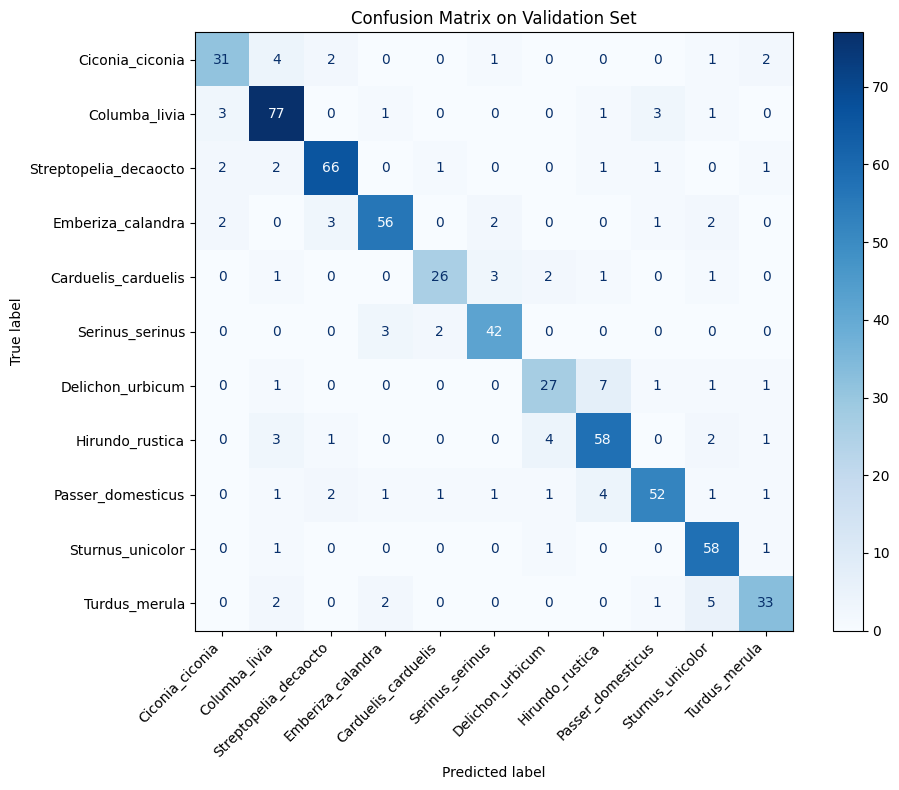 Confusion Matrix on Validation Set
Ciconia_ciconia 31 4 2 0 0 1 0 0 0 1 2
Columba_livia 3 77 0 1 0 0 0 1 3 1 0
Streptopelia_decaocto 2 2 66 0 1 0 0 1 1 0 1
Emberiza_calandra 2 0 3 56 0 2 0 0 1 2 0
Carduelis_carduelis 0 1 0 0 26 3 2 1 0 1 0
Serinus_serinus 0 0 0 3 2 42 0 0 0 0 0
Delichon_urbicum 0 1 0 0 0 0 27 7 1 1 1
Hirundo_rustica 0 3 1 0 0 0 4 58 0 2 1
Passer_domesticus 0 1 2 1 1 1 1 4 52 1 1
Sturnus_unicolor 0 1 0 0 0 0 1 0 0 58 1
Turdus_merula 0 2 0 2 0 0 0 0 1 5 33
True label
Ciconia_ciconia
Columba_livia
Streptopelia_decaocto
Emberiza_calandra
Carduelis_carduelis
Serinus_serinus
Delichon_urbicum
Hirundo_rustica
Passer_domesticus
Sturnus_unicolor
Turdus_merula
Predicted label
70
60
50
40
30
20
10
0